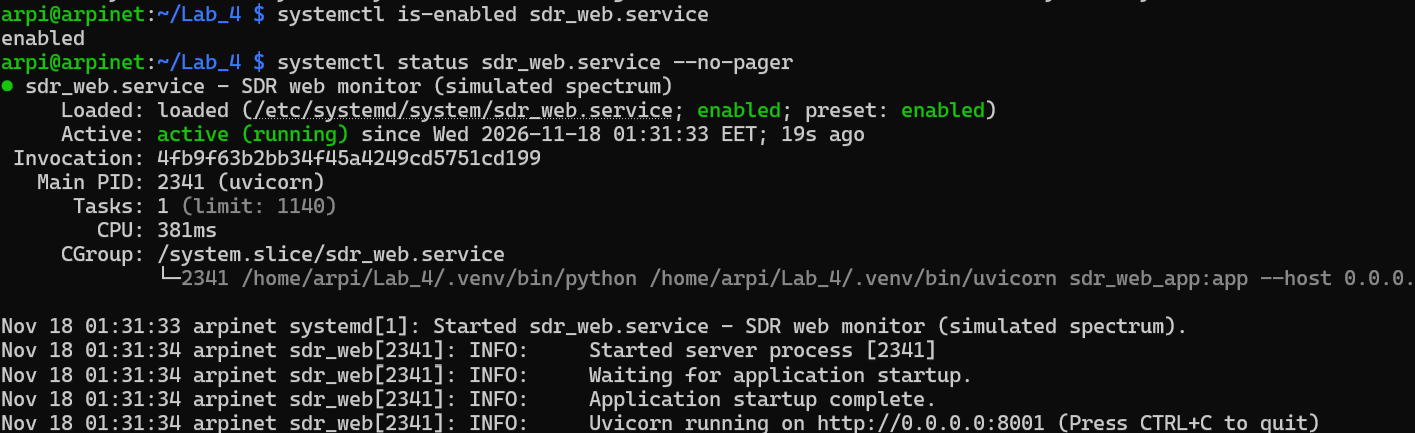 arpi@arpinet:~/Lab_4 $ systemctl is-enabled sdr_web.service
enabled
arpi@arpinet:~/Lab_4 $ systemctl status sdr_web.service --no-pager
● sdr_web.service - SDR web monitor (simulated spectrum)
     Loaded: loaded (/etc/systemd/system/sdr_web.service; enabled; preset: enabled)
     Active: active (running) since Wed 2026-11-18 01:31:33 EET; 19s ago
 Invocation: 4fb9f63b2bb34f45a4249cd5751cd199
   Main PID: 2341 (uvicorn)
      Tasks: 1 (limit: 1140)
        CPU: 381ms
     CGroup: /system.slice/sdr_web.service
             └─2341 /home/arpi/Lab_4/.venv/bin/python /home/arpi/Lab_4/.venv/bin/uvicorn sdr_web_app:app --host 0.0.0.

Nov 18 01:31:33 arpinet systemd[1]: Started sdr_web.service - SDR web monitor (simulated spectrum).
Nov 18 01:31:34 arpinet sdr_web[2341]: INFO:     Started server process [2341]
Nov 18 01:31:34 arpinet sdr_web[2341]: INFO:     Waiting for application startup.
Nov 18 01:31:34 arpinet sdr_web[2341]: INFO:     Application startup complete.
Nov 18 01:31:34 arpinet sdr_web[2341]: INFO:     Uvicorn running on http://0.0.0.0:8001 (Press CTRL+C to quit)